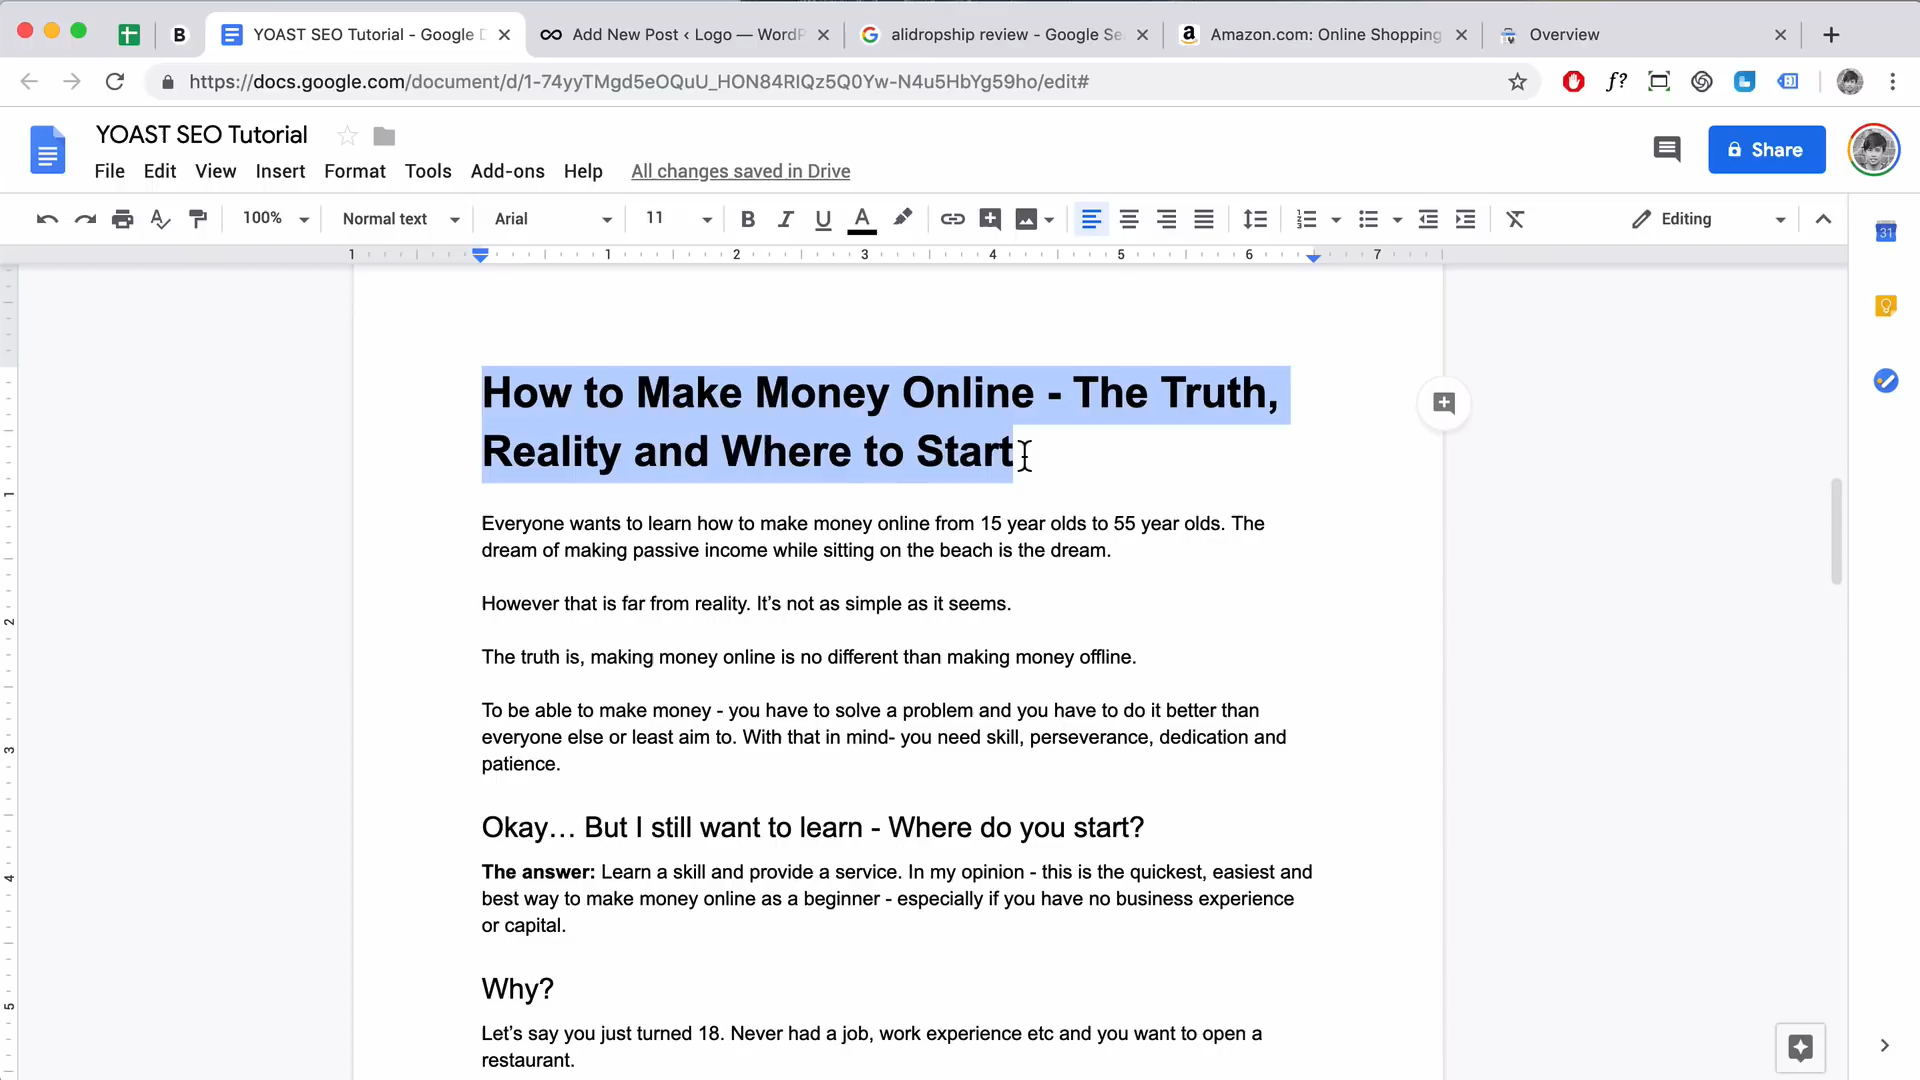 B
YOAST SEO Tutorial - Google D
Add New Post ‹ Logo — WordP
alidropship review - Google Se
Amazon.com: Online Shopping
Overview
https://docs.google.com/document/d/1-74yyTMgd5eOQuU_HON84RIQz5Q0Yw-N4u5HbYg59ho/edit#
f?
YOAST SEO Tutorial
File Edit View Insert Format Tools Add-ons Help All changes saved in Drive
Share
100% Normal text Arial 11 B I U A Editing
1 1 2 3 4 5 6 7
31
How to Make Money Online - The Truth,
Reality and Where to Start
Everyone wants to learn how to make money online from 15 year olds to 55 year olds. The
dream of making passive income while sitting on the beach is the dream.
However that is far from reality. It’s not as simple as it seems.
The truth is, making money online is no different than making money offline.
To be able to make money - you have to solve a problem and you have to do it better than
everyone else or least aim to. With that in mind- you need skill, perseverance, dedication and
patience.
Okay… But I still want to learn - Where do you start?
The answer: Learn a skill and provide a service. In my opinion - this is the quickest, easiest and
best way to make money online as a beginner - especially if you have no business experience
or capital.
Why?
Let’s say you just turned 18. Never had a job, work experience etc and you want to open a
restaurant.
1
2
3
4
5